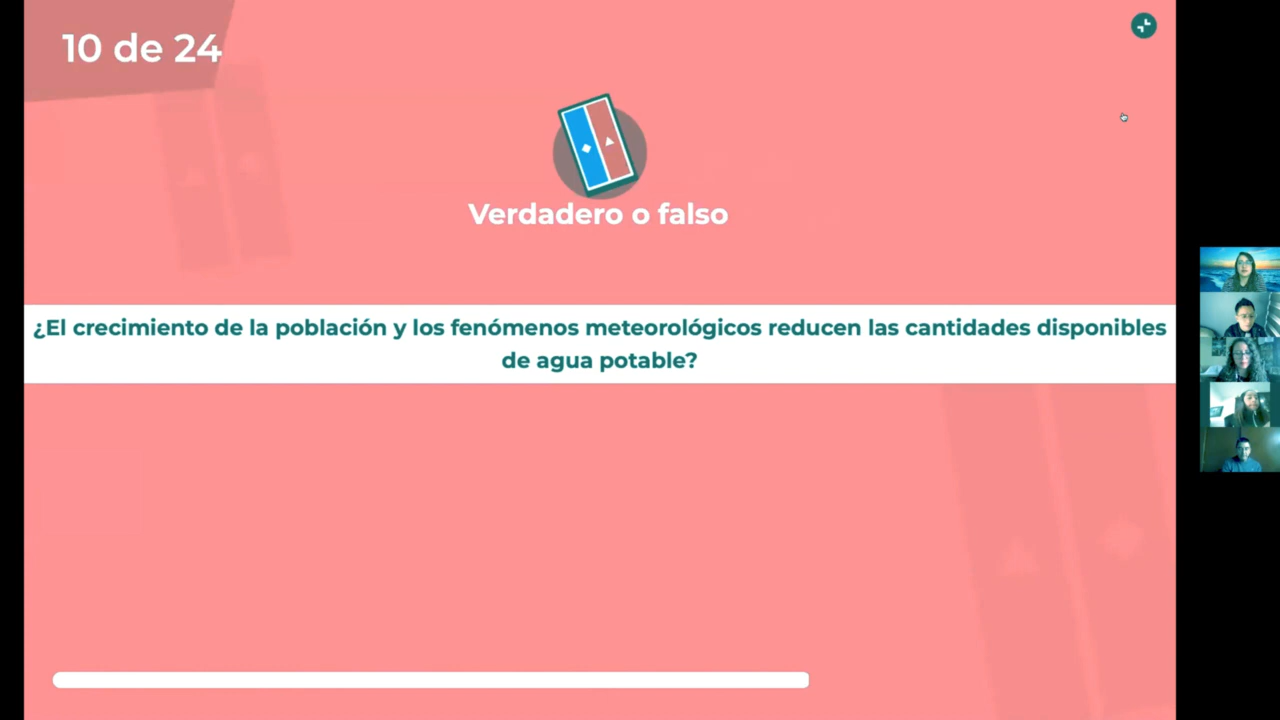 10 de 24
Verdadero o falso
¿El crecimiento de la población y los fenómenos meteorológicos reducen las cantidades disponibles
de agua potable?